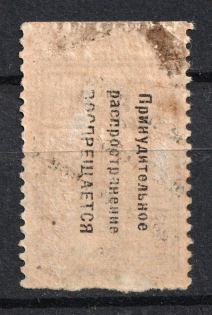 Принудительное
распространение
ВОСПРЕЩАЕТСЯ